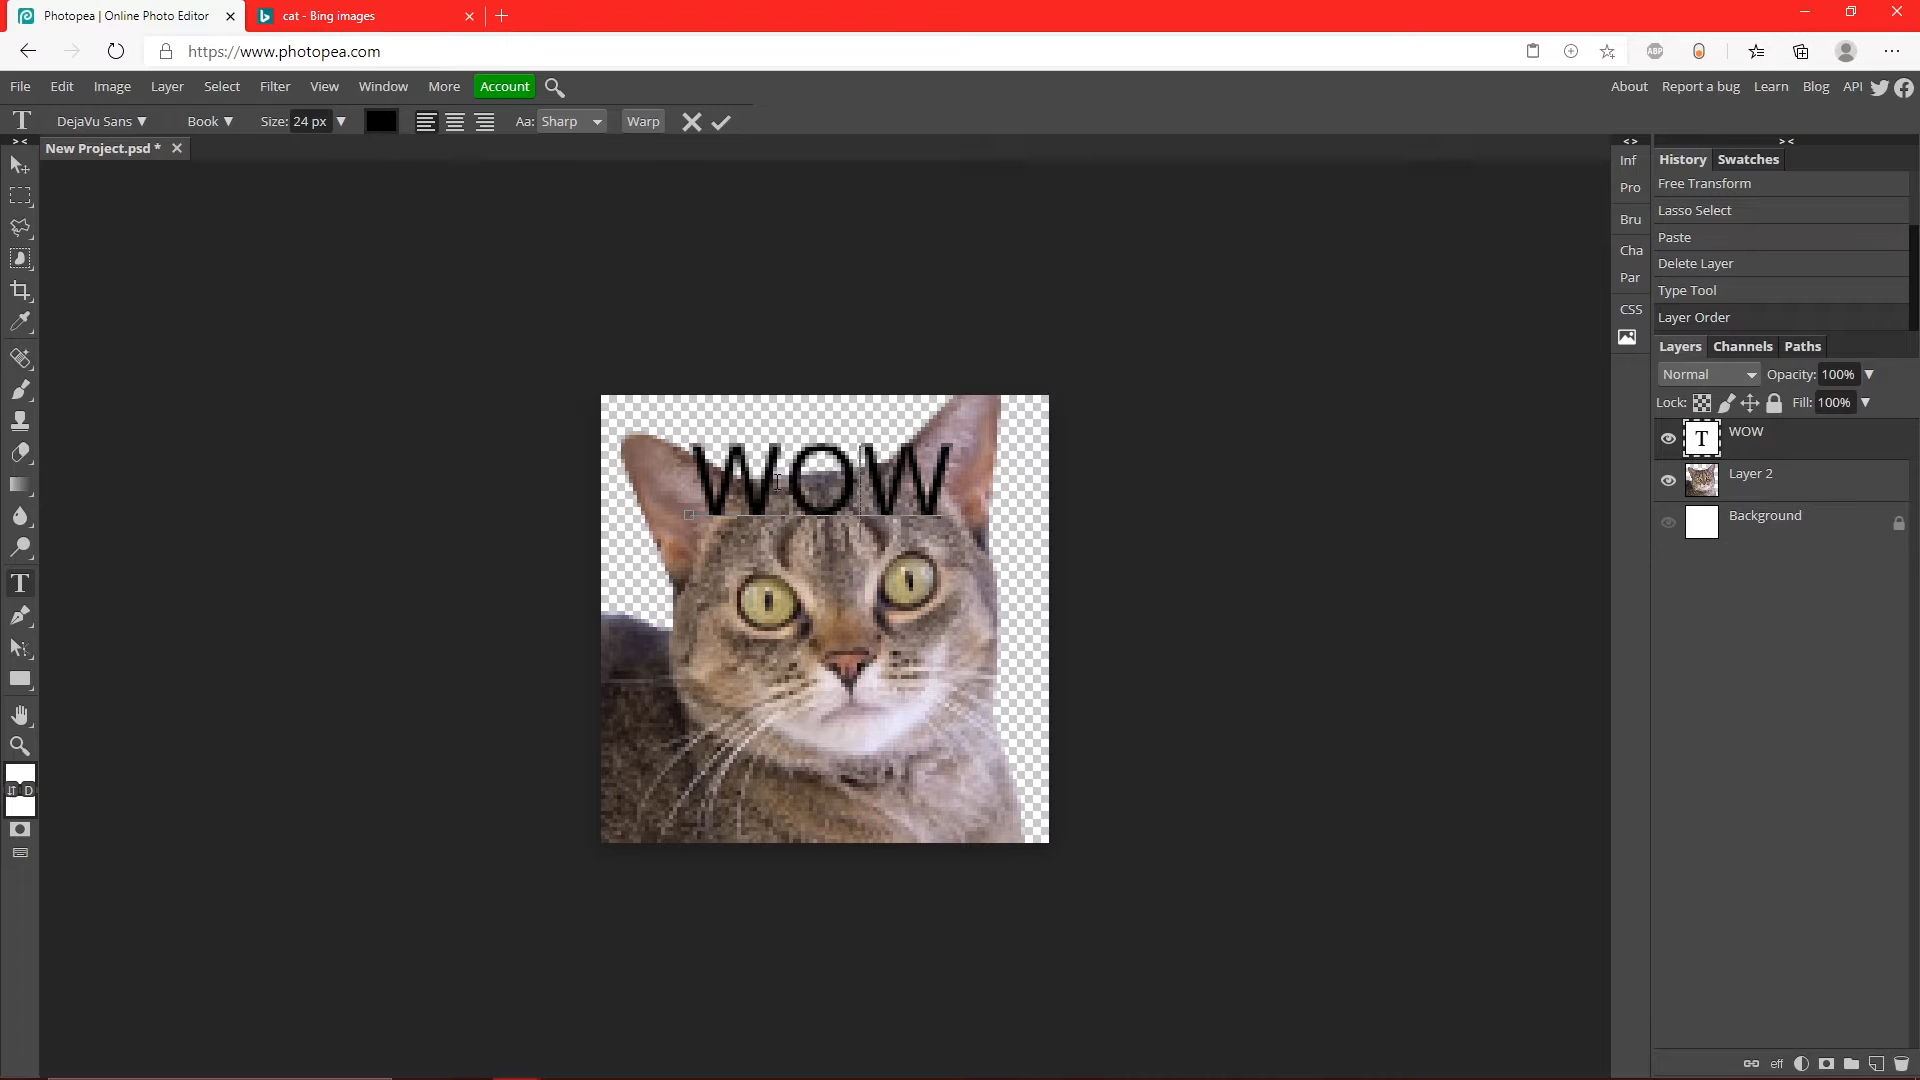 Photopea | Online Photo Editor
cat - Bing images
https://www.photopea.com
ABP
File Edit Image Layer Select Filter View Window More Account
About Report a bug Learn Blog API
T DejaVu Sans Book Size: 24 px Aa: Sharp Warp
New Project.psd *
Inf
Pro
Bru
Cha
Par
CSS
History Swatches
Free Transform
Lasso Select
Paste
Delete Layer
Type Tool
Layer Order
Layers Channels Paths
Normal Opacity: 100%
Lock: Fill: 100%
T WOW
Layer 2
Background
WOW
T
D
eff